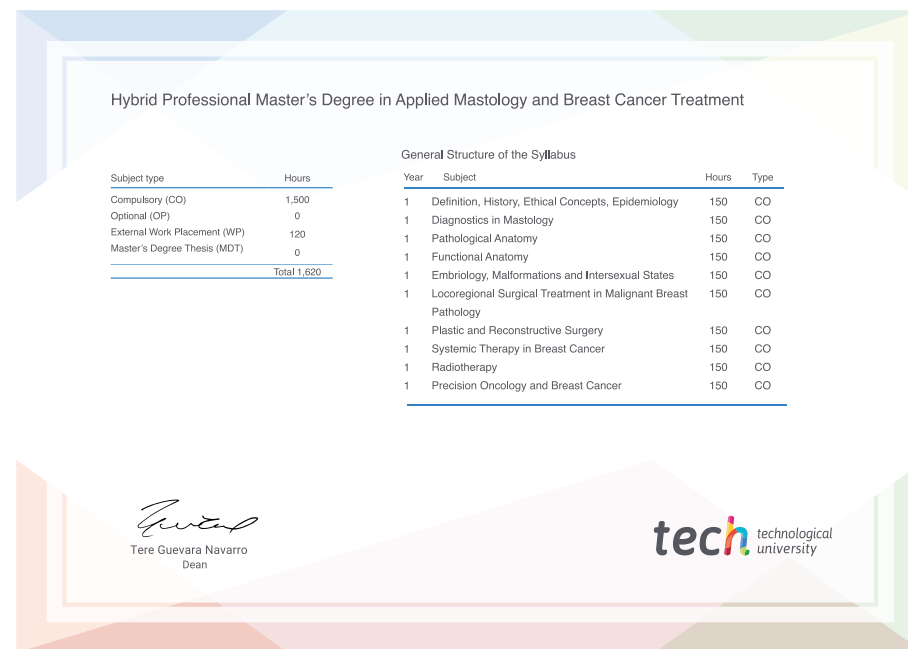 Hybrid Professional Master's Degree in Applied Mastology and Breast Cancer Treatment
Subject type Hours
Compulsory (CO) 1,500
Optional (OP) 0
External Work Placement (WP) 120
Master's Degree Thesis (MDT) 0
Total 1,620
General Structure of the Syllabus
Year Subject Hours Type
1 Definition, History, Ethical Concepts, Epidemiology 150 CO
1 Diagnostics in Mastology 150 CO
1 Pathological Anatomy 150 CO
1 Functional Anatomy 150 CO
1 Embriology, Malformations and Intersexual States 150 CO
1 Locoregional Surgical Treatment in Malignant Breast 150 CO
Pathology
1 Plastic and Reconstructive Surgery 150 CO
1 Systemic Therapy in Breast Cancer 150 CO
1 Radiotherapy 150 CO
1 Precision Oncology and Breast Cancer 150 CO
Tere Guevara Navarro
Dean
tech technological
university